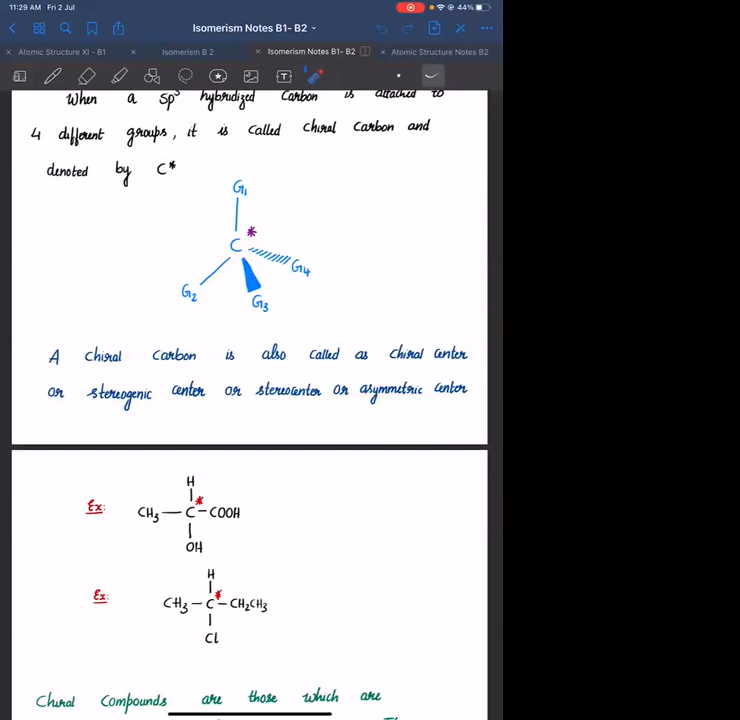 11:29 AM Fri 2 Jul
44%
Isomerism Notes B1- B2
Atomic Structure XI - B1
Isomerism B 2
Isomerism Notes B1- B2
Atomic Structure Notes B2
When a sp³ hybridized carbon is attached to
4 different groups, it is called chiral carbon and
denoted by C*
G1
*
C
G4
G2
G3
A chiral carbon is also called as chiral center
or stereogenic center or stereocenter or asymmetric center
H
Ex: CH3 — C* – COOH
OH
H
Ex: CH3 – C* – CH2CH3
Cl
Chiral compounds are those which are